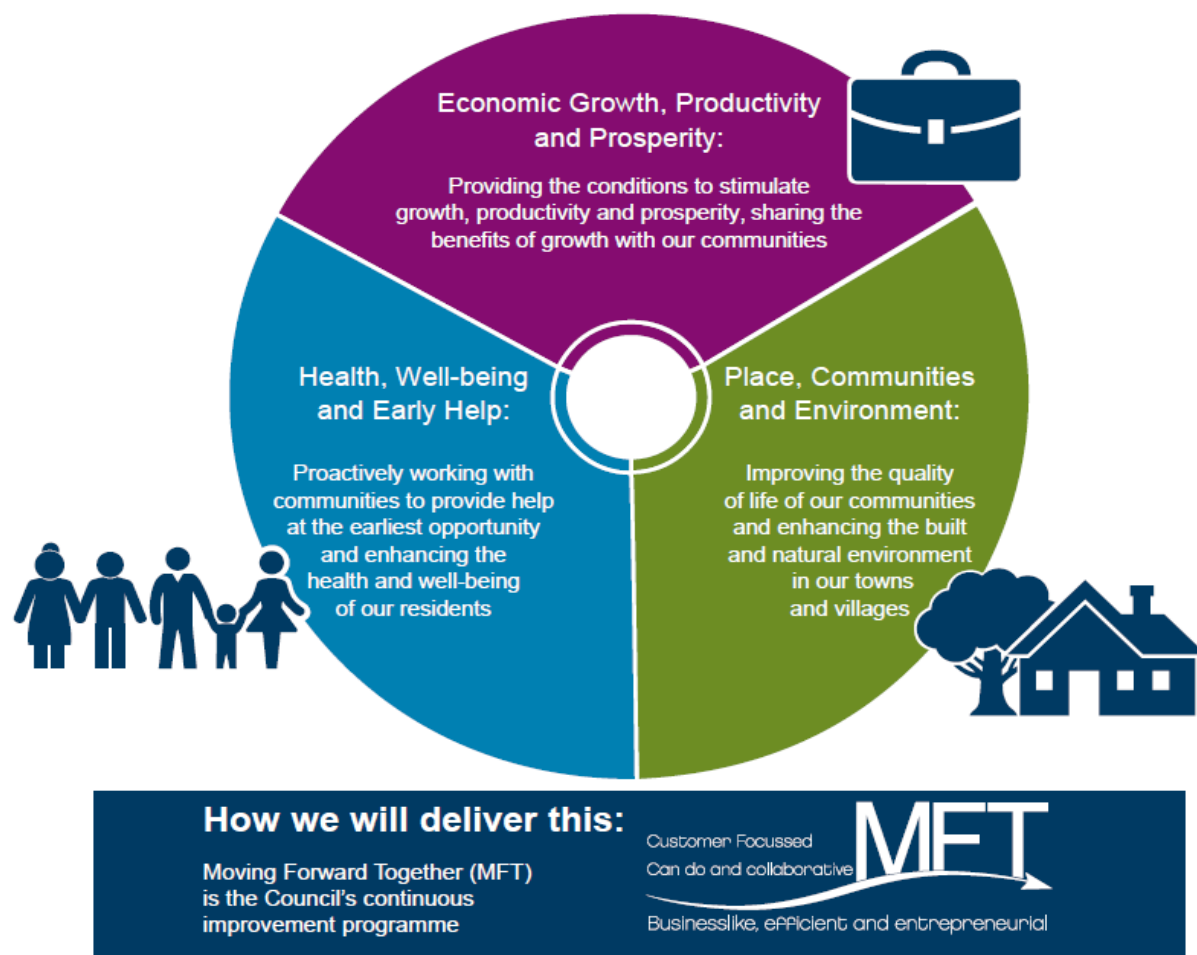 Economic Growth, Productivity
and Prosperity:
Providing the conditions to stimulate
growth, productivity and prosperity, sharing the
benefits of growth with our communities
Health, Well-being
and Early Help:
Proactively working with
communities to provide help
at the earliest opportunity
and enhancing the
health and well-being
of our residents
Place, Communities
and Environment:
Improving the quality
of life of our communities
and enhancing the built
and natural environment
in our towns
and villages
How we will deliver this:
Moving Forward Together (MFT)
is the Council's continuous
improvement programme
Customer Focussed
Can do and collaborative
MFT
Businesslike, efficient and entrepreneurial